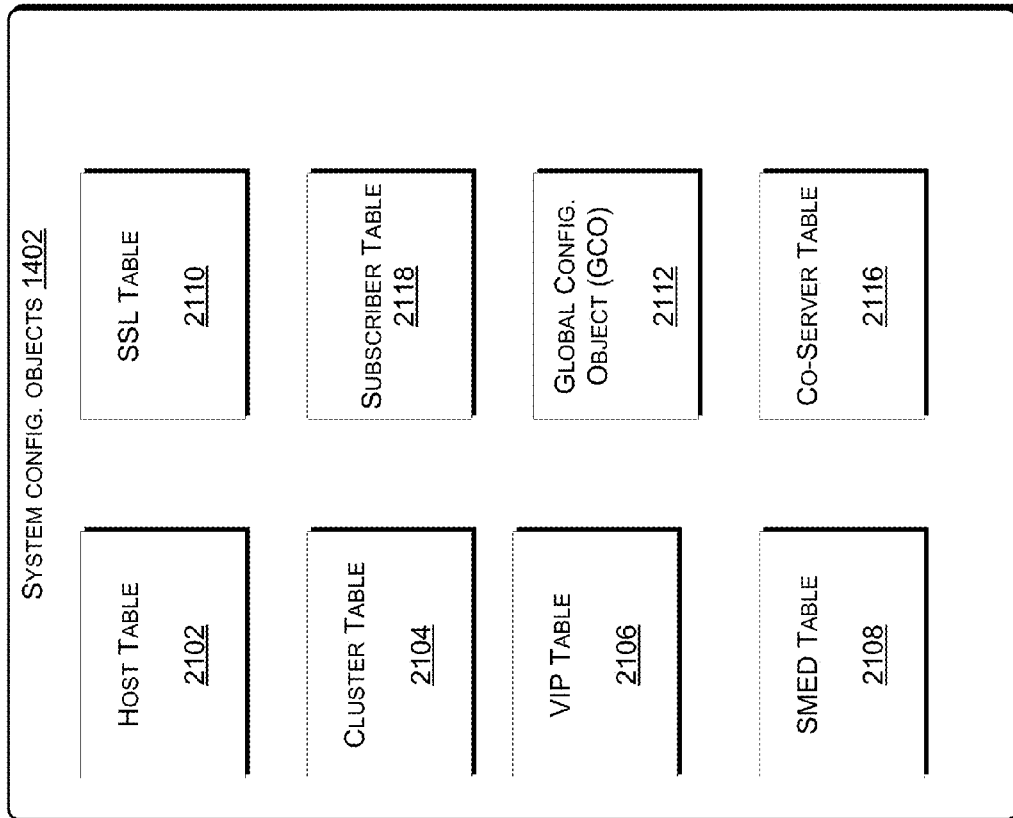 SYSTEM CONFIG. OBJECTS 1402
HOST TABLE
2102
SSL TABLE
2110
CLUSTER TABLE
2104
SUBSCRIBER TABLE
2118
VIP TABLE
2106
GLOBAL CONFIG.
OBJECT (GCO)
2112
SMED TABLE
2108
CO-SERVER TABLE
2116